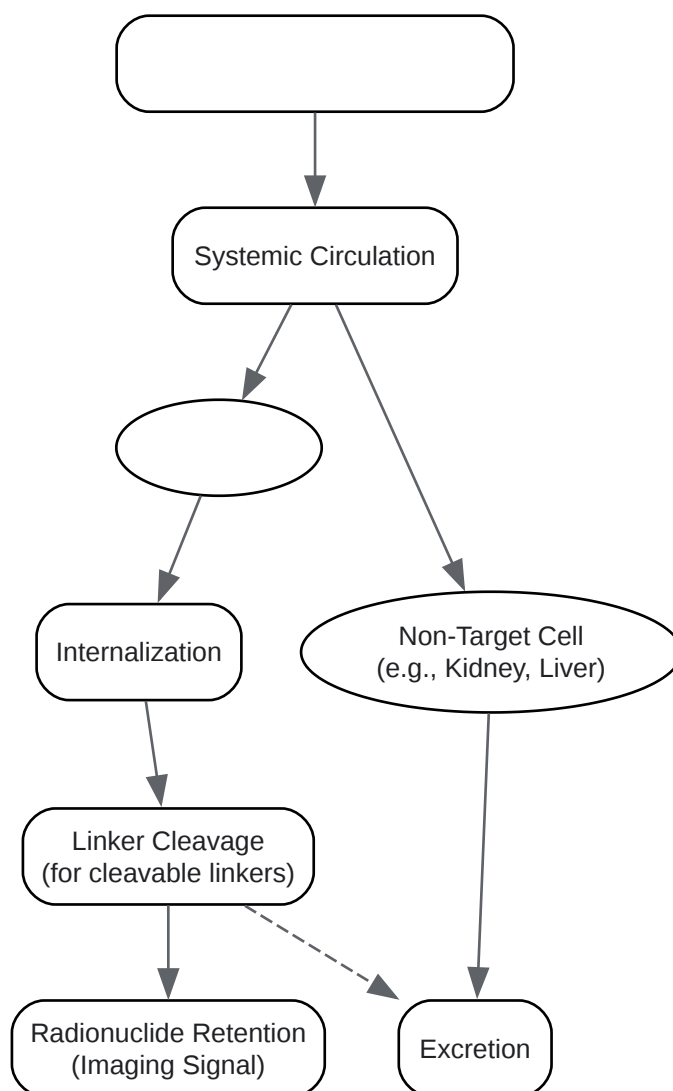 Systemic Circulation
Internalization
Non-Target Cell
(e.g., Kidney, Liver)
Linker Cleavage
(for cleavable linkers)
Radionuclide Retention
(Imaging Signal)
Excretion